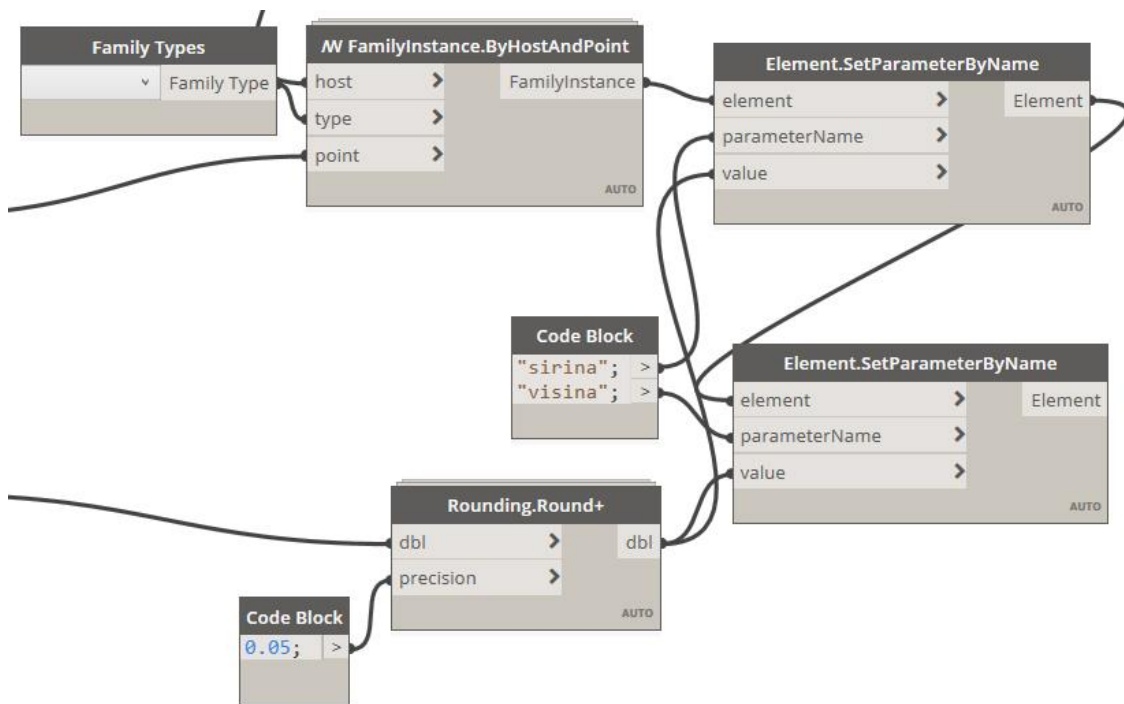 Family Types
Family Type
FamilyInstance.ByHostAndPoint
host > FamilyInstance
type >
point >
AUTO
Element.SetParameterByName
element > Element
parameterName >
value >
AUTO
Code Block
"sirina"; >
"visina"; >
Element.SetParameterByName
element > Element
parameterName >
value >
AUTO
Rounding.Round+
dbl > dbl
precision >
AUTO
Code Block
0.05; >